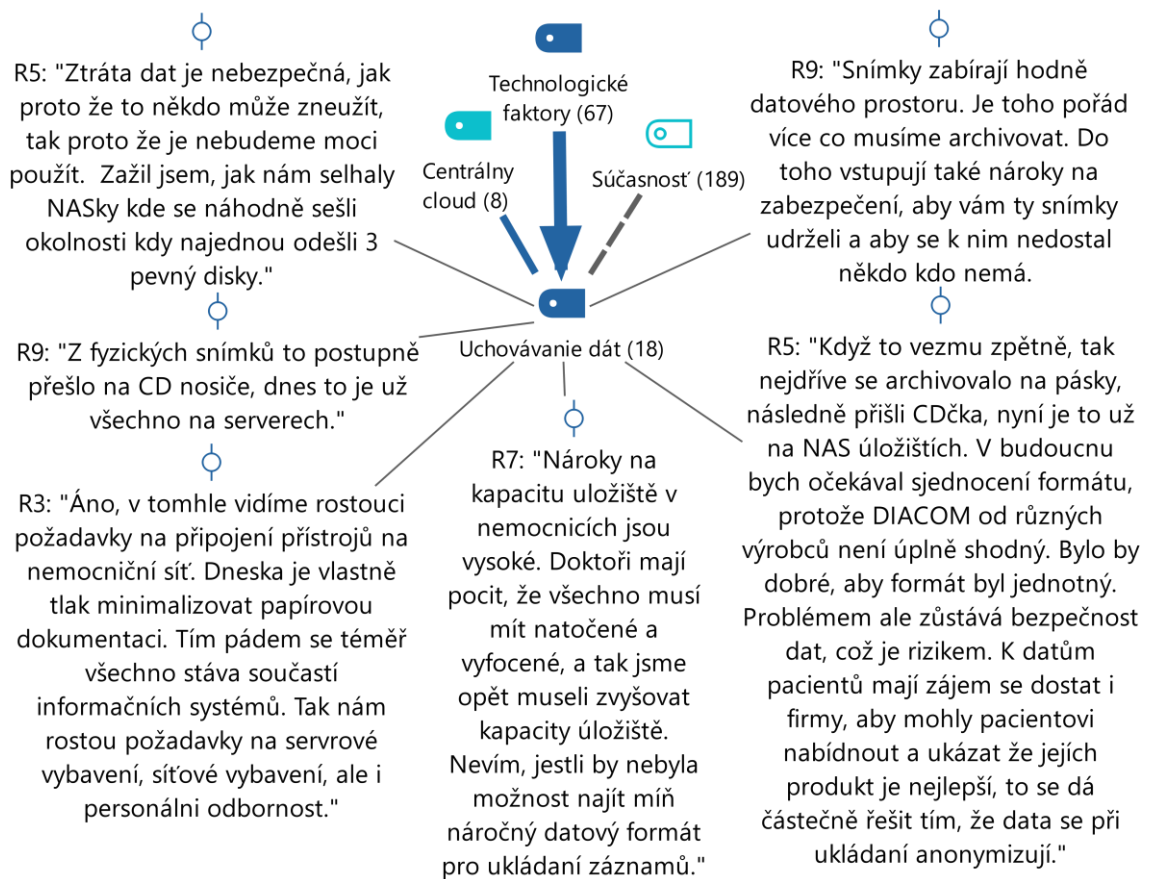 R5: "Ztráta dat je nebezpečná, jak
proto že to někdo může zneužít,
tak proto že je nebudeme moci
použít.  Zažil jsem, jak nám selhaly
NASky kde se náhodně sešli
okolnosti kdy najednou odešli 3
pevný disky."
Technologické
faktory (67)
Centrálny
cloud (8)
Súčasnosť (189)
R9: "Snímky zabírají hodně
datového prostoru. Je toho pořád
více co musíme archivovat. Do
toho vstupují také nároky na
zabezpečení, aby vám ty snímky
udrželi a aby se k nim nedostal
někdo kdo nemá.
Uchovávanie dát (18)
R9: "Z fyzických snímků to postupně
přešlo na CD nosiče, dnes to je už
všechno na serverech."
R3: "Áno, v tomhle vidíme rostouci
požadavky na připojení přístrojů na
nemocniční síť. Dneska je vlastně
tlak minimalizovat papírovou
dokumentaci. Tím pádem se téměř
všechno stáva součastí
informačních systémů. Tak nám
rostou požadavky na servrové
vybavení, síťové vybavení, ale i
personálni odbornost."
R7: "Nároky na
kapacitu uložiště v
nemocnicích jsou
vysoké. Doktoři mají
pocit, že všechno musí
mít natočené a
vyfocené, a tak jsme
opět museli zvyšovat
kapacity úložiště.
Nevím, jestli by nebyla
možnost najít míň
náročný datový formát
pro ukládaní záznamů."
R5: "Když to vezmu zpětně, tak
nejdříve se archivovalo na pásky,
následně přišli CDčka, nyní je to už
na NAS úložištích. V budoucnu
bych očekával sjednocení formátu,
protože DIACOM od různých
výrobců není úplně shodný. Bylo by
dobré, aby formát byl jednotný.
Problémem ale zůstává bezpečnost
dat, což je rizikem. K datům
pacientů mají zájem se dostat i
firmy, aby mohly pacientovi
nabídnout a ukázat že jejích
produkt je nejlepší, to se dá
částečně řešit tím, že data se při
ukládaní anonymizují."